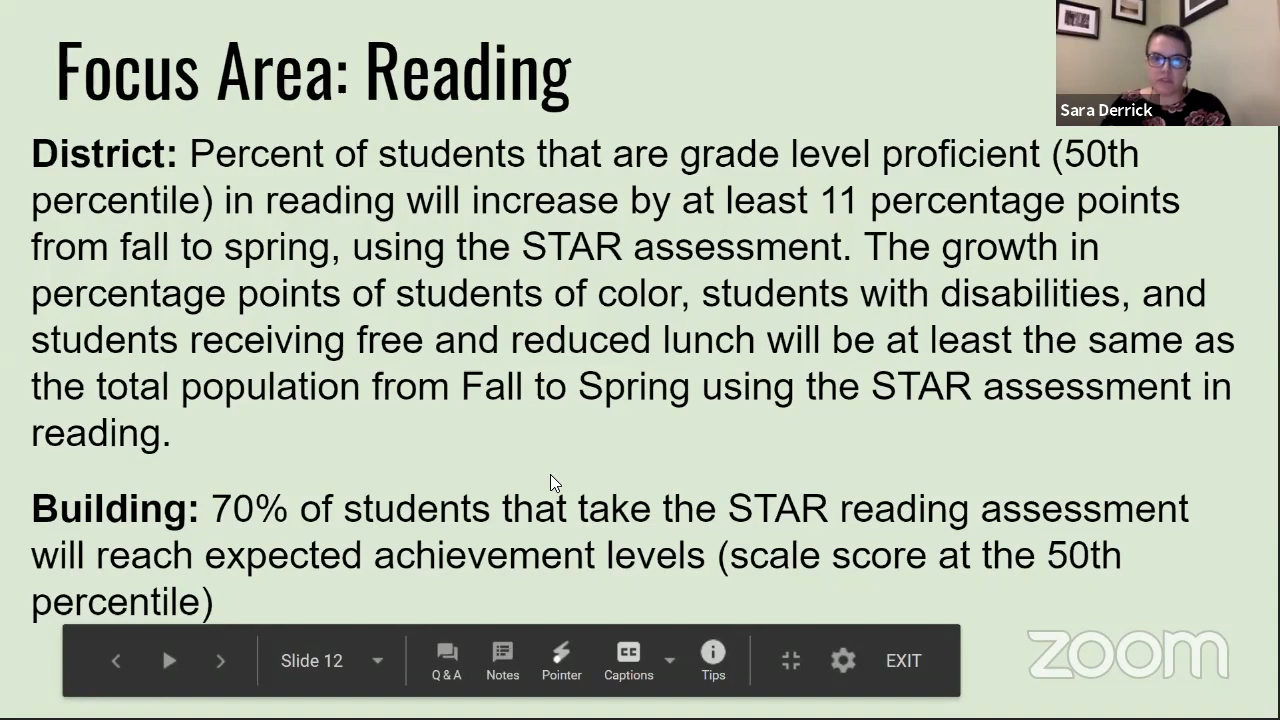 Focus Area: Reading
Sara Derrick
District: Percent of students that are grade level proficient (50th
percentile) in reading will increase by at least 11 percentage points
from fall to spring, using the STAR assessment. The growth in
percentage points of students of color, students with disabilities, and
students receiving free and reduced lunch will be at least the same as
the total population from Fall to Spring using the STAR assessment in
reading.
Building: 70% of students that take the STAR reading assessment
will reach expected achievement levels (scale score at the 50th
percentile)
Slide 12
Q & A
Notes
Pointer
CC
Captions
Tips
EXIT
zoom